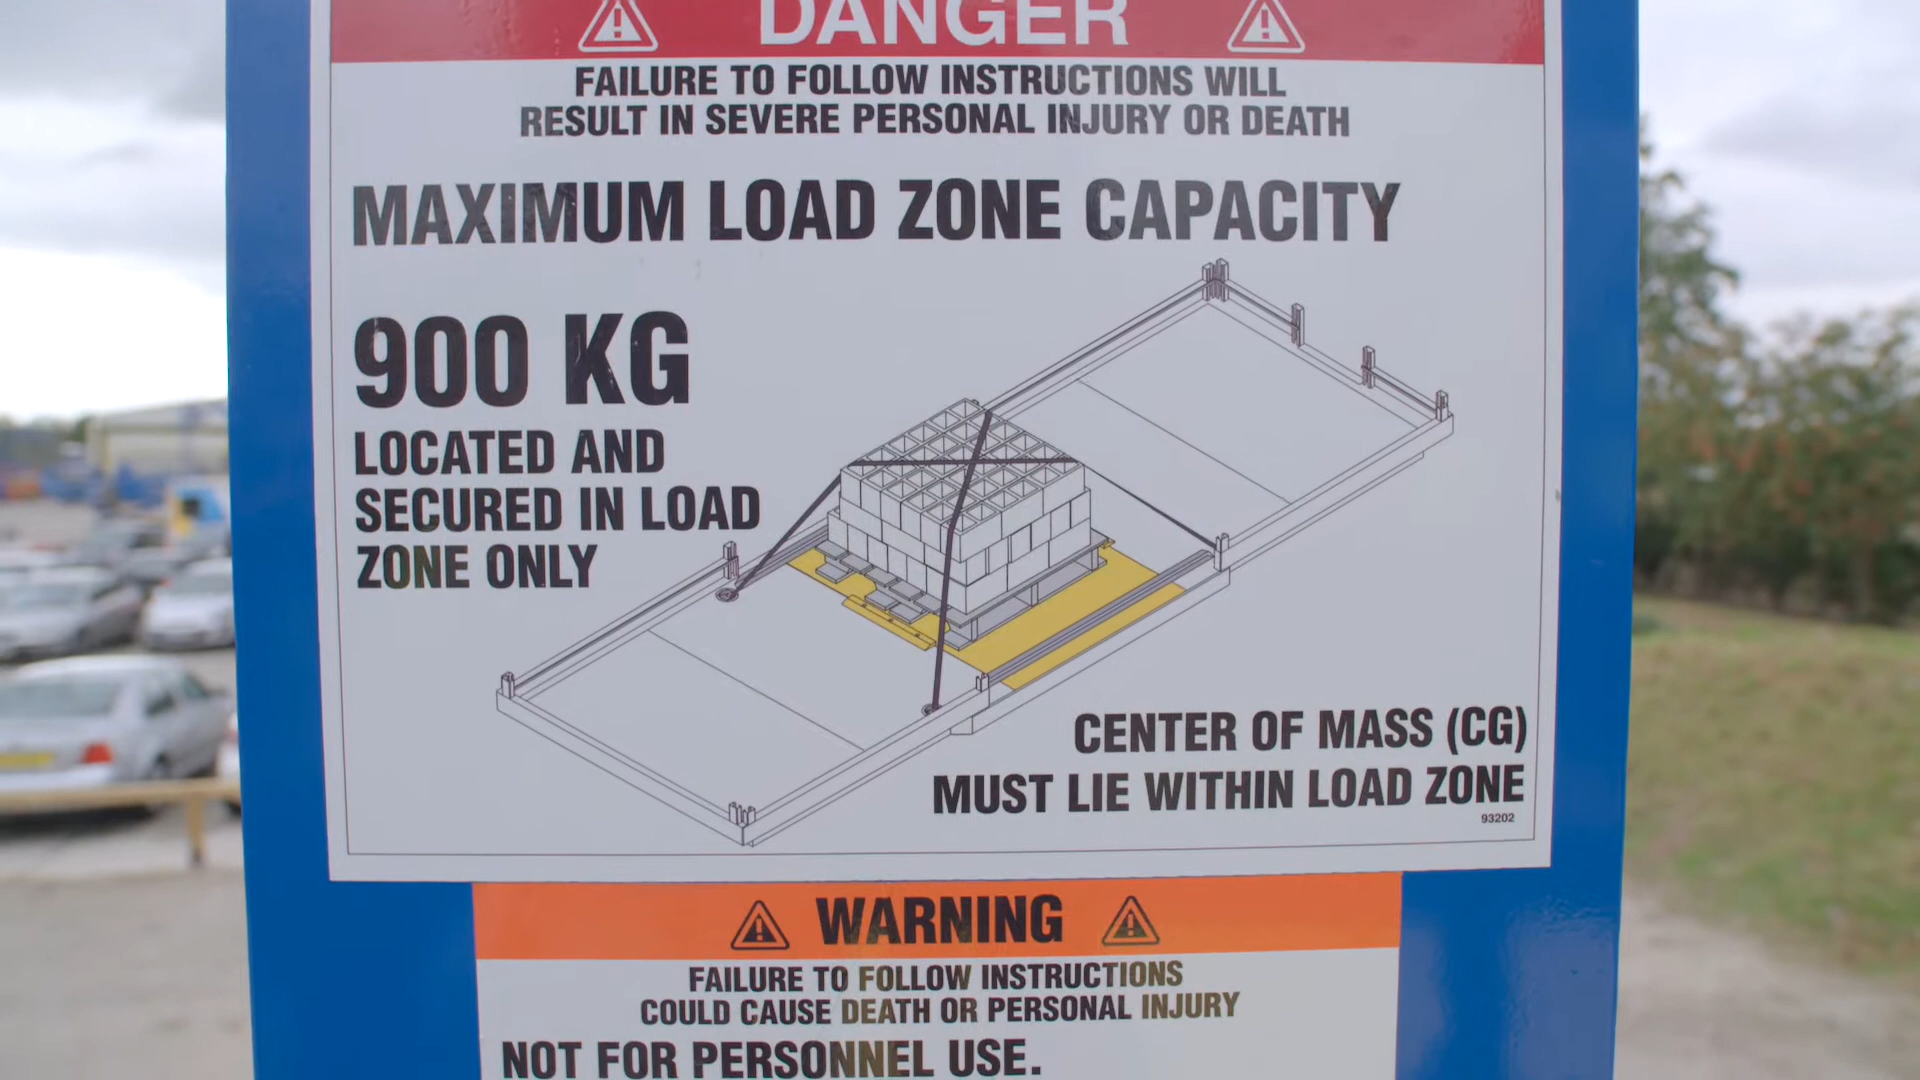 DANGER
FAILURE TO FOLLOW INSTRUCTIONS WILL
RESULT IN SEVERE PERSONAL INJURY OR DEATH
MAXIMUM LOAD ZONE CAPACITY
900 KG
LOCATED AND
SECURED IN LOAD
ZONE ONLY
CENTER OF MASS (CG)
MUST LIE WITHIN LOAD ZONE
93202
WARNING
FAILURE TO FOLLOW INSTRUCTIONS
COULD CAUSE DEATH OR PERSONAL INJURY
NOT FOR PERSONNEL USE.